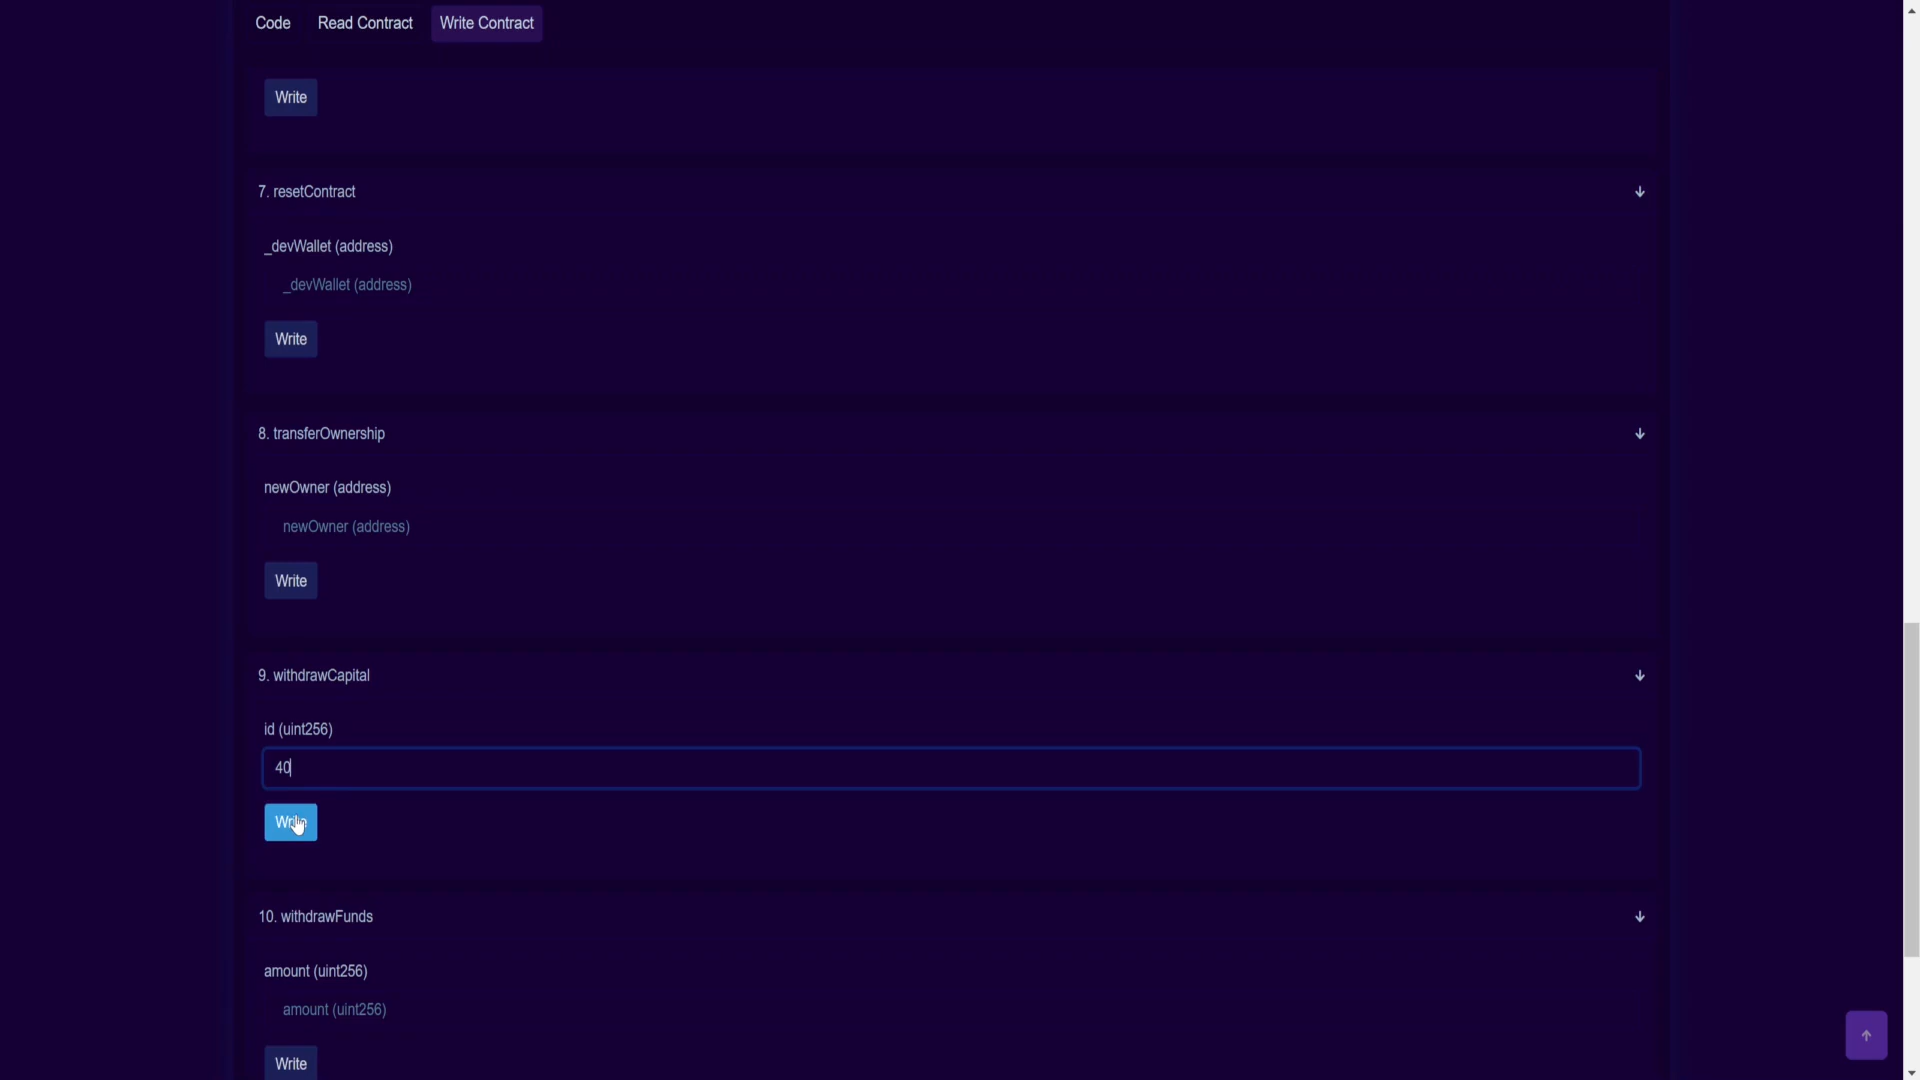 Code Read Contract Write Contract
Write
7. resetContract
_devWallet (address)
_devWallet (address)
Write
8. transferOwnership
newOwner (address)
newOwner (address)
Write
9. withdrawCapital
id (uint256)
40
Write
10. withdrawFunds
amount (uint256)
amount (uint256)
Write